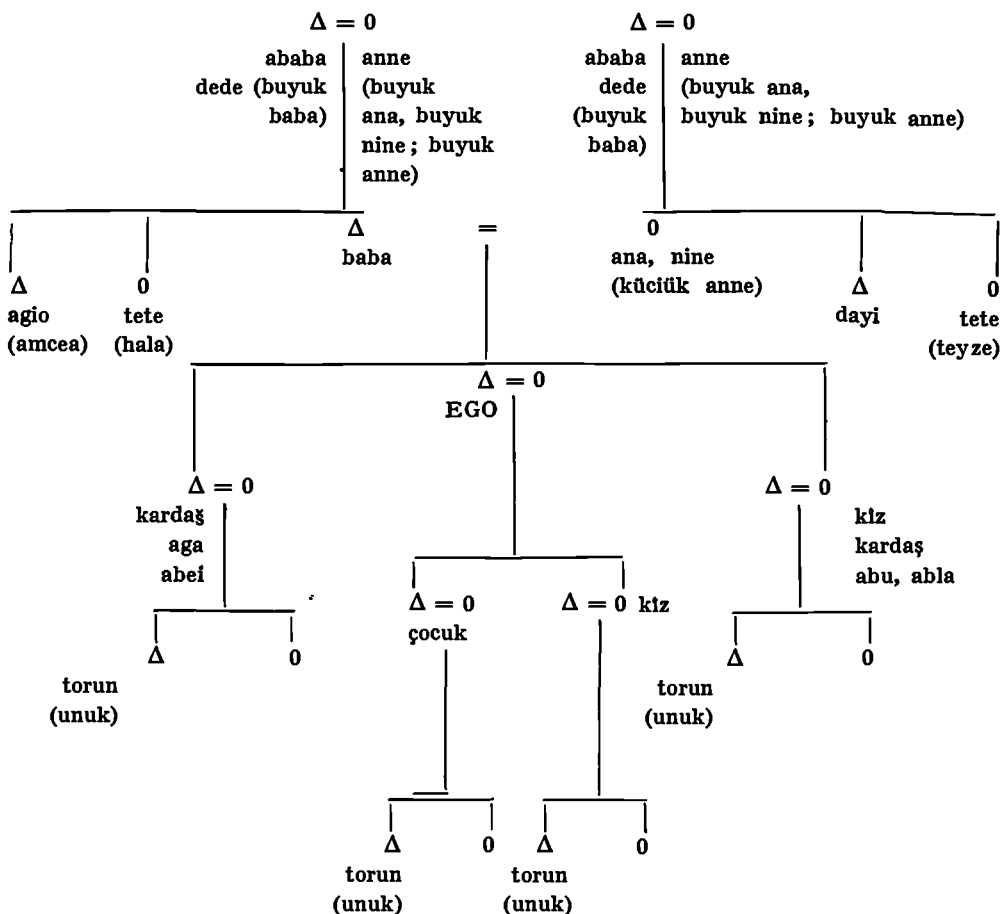 Δ = 0
ababa
dede (buyuk
baba)
anne
(buyuk
ana, buyuk
nine; buyuk
anne)
Δ = 0
ababa
dede
(buyuk
baba)
anne
(buyuk ana,
buyuk nine; buyuk anne)
Δ
agio
(amcea)
0
tete
(hala)
Δ
baba
=
0
ana, nine
(küciük anne)
Δ
dayi
0
tete
(teyze)
Δ = 0
EGO
Δ = 0
kardaş
aga
abei
Δ = 0
kîz
kardaş
abu, abla
Δ = 0
çocuk
Δ = 0 kîz
Δ 0
torun
(unuk)
Δ 0
torun
(unuk)
Δ 0
torun
(unuk)
Δ 0
torun
(unuk)